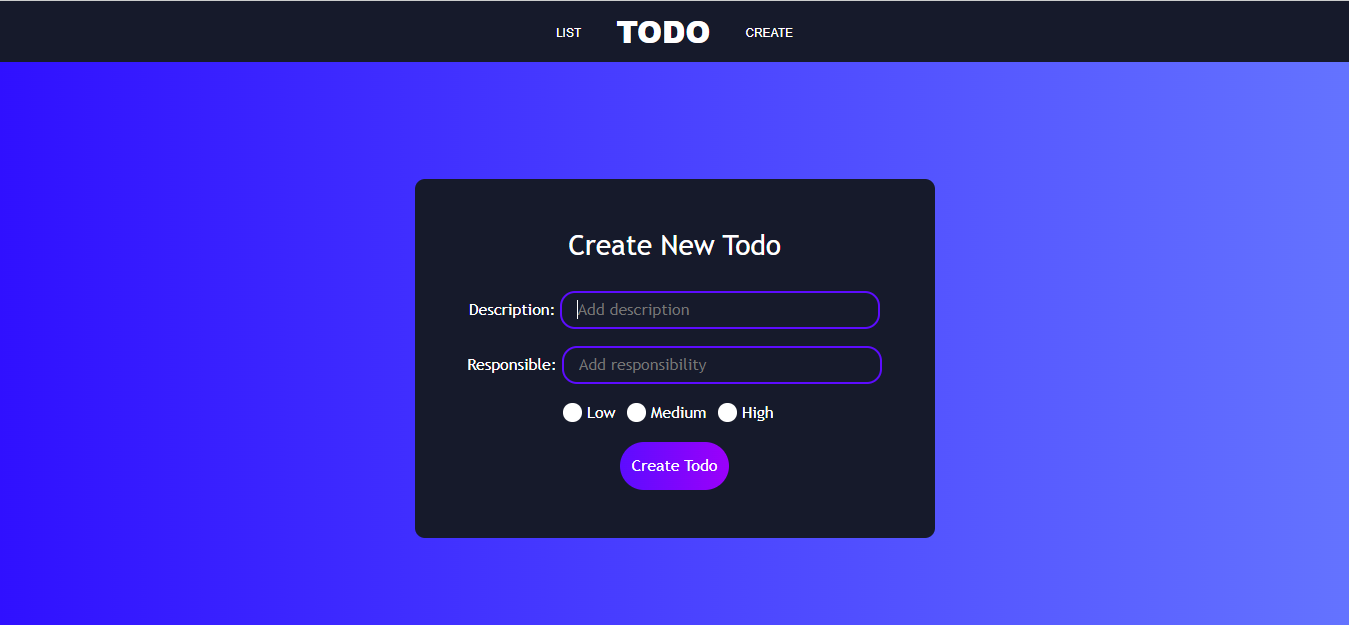 LIST TODO CREATE
Create New Todo
Description: Add description
Responsible: Add responsibility
Low Medium High
Create Todo